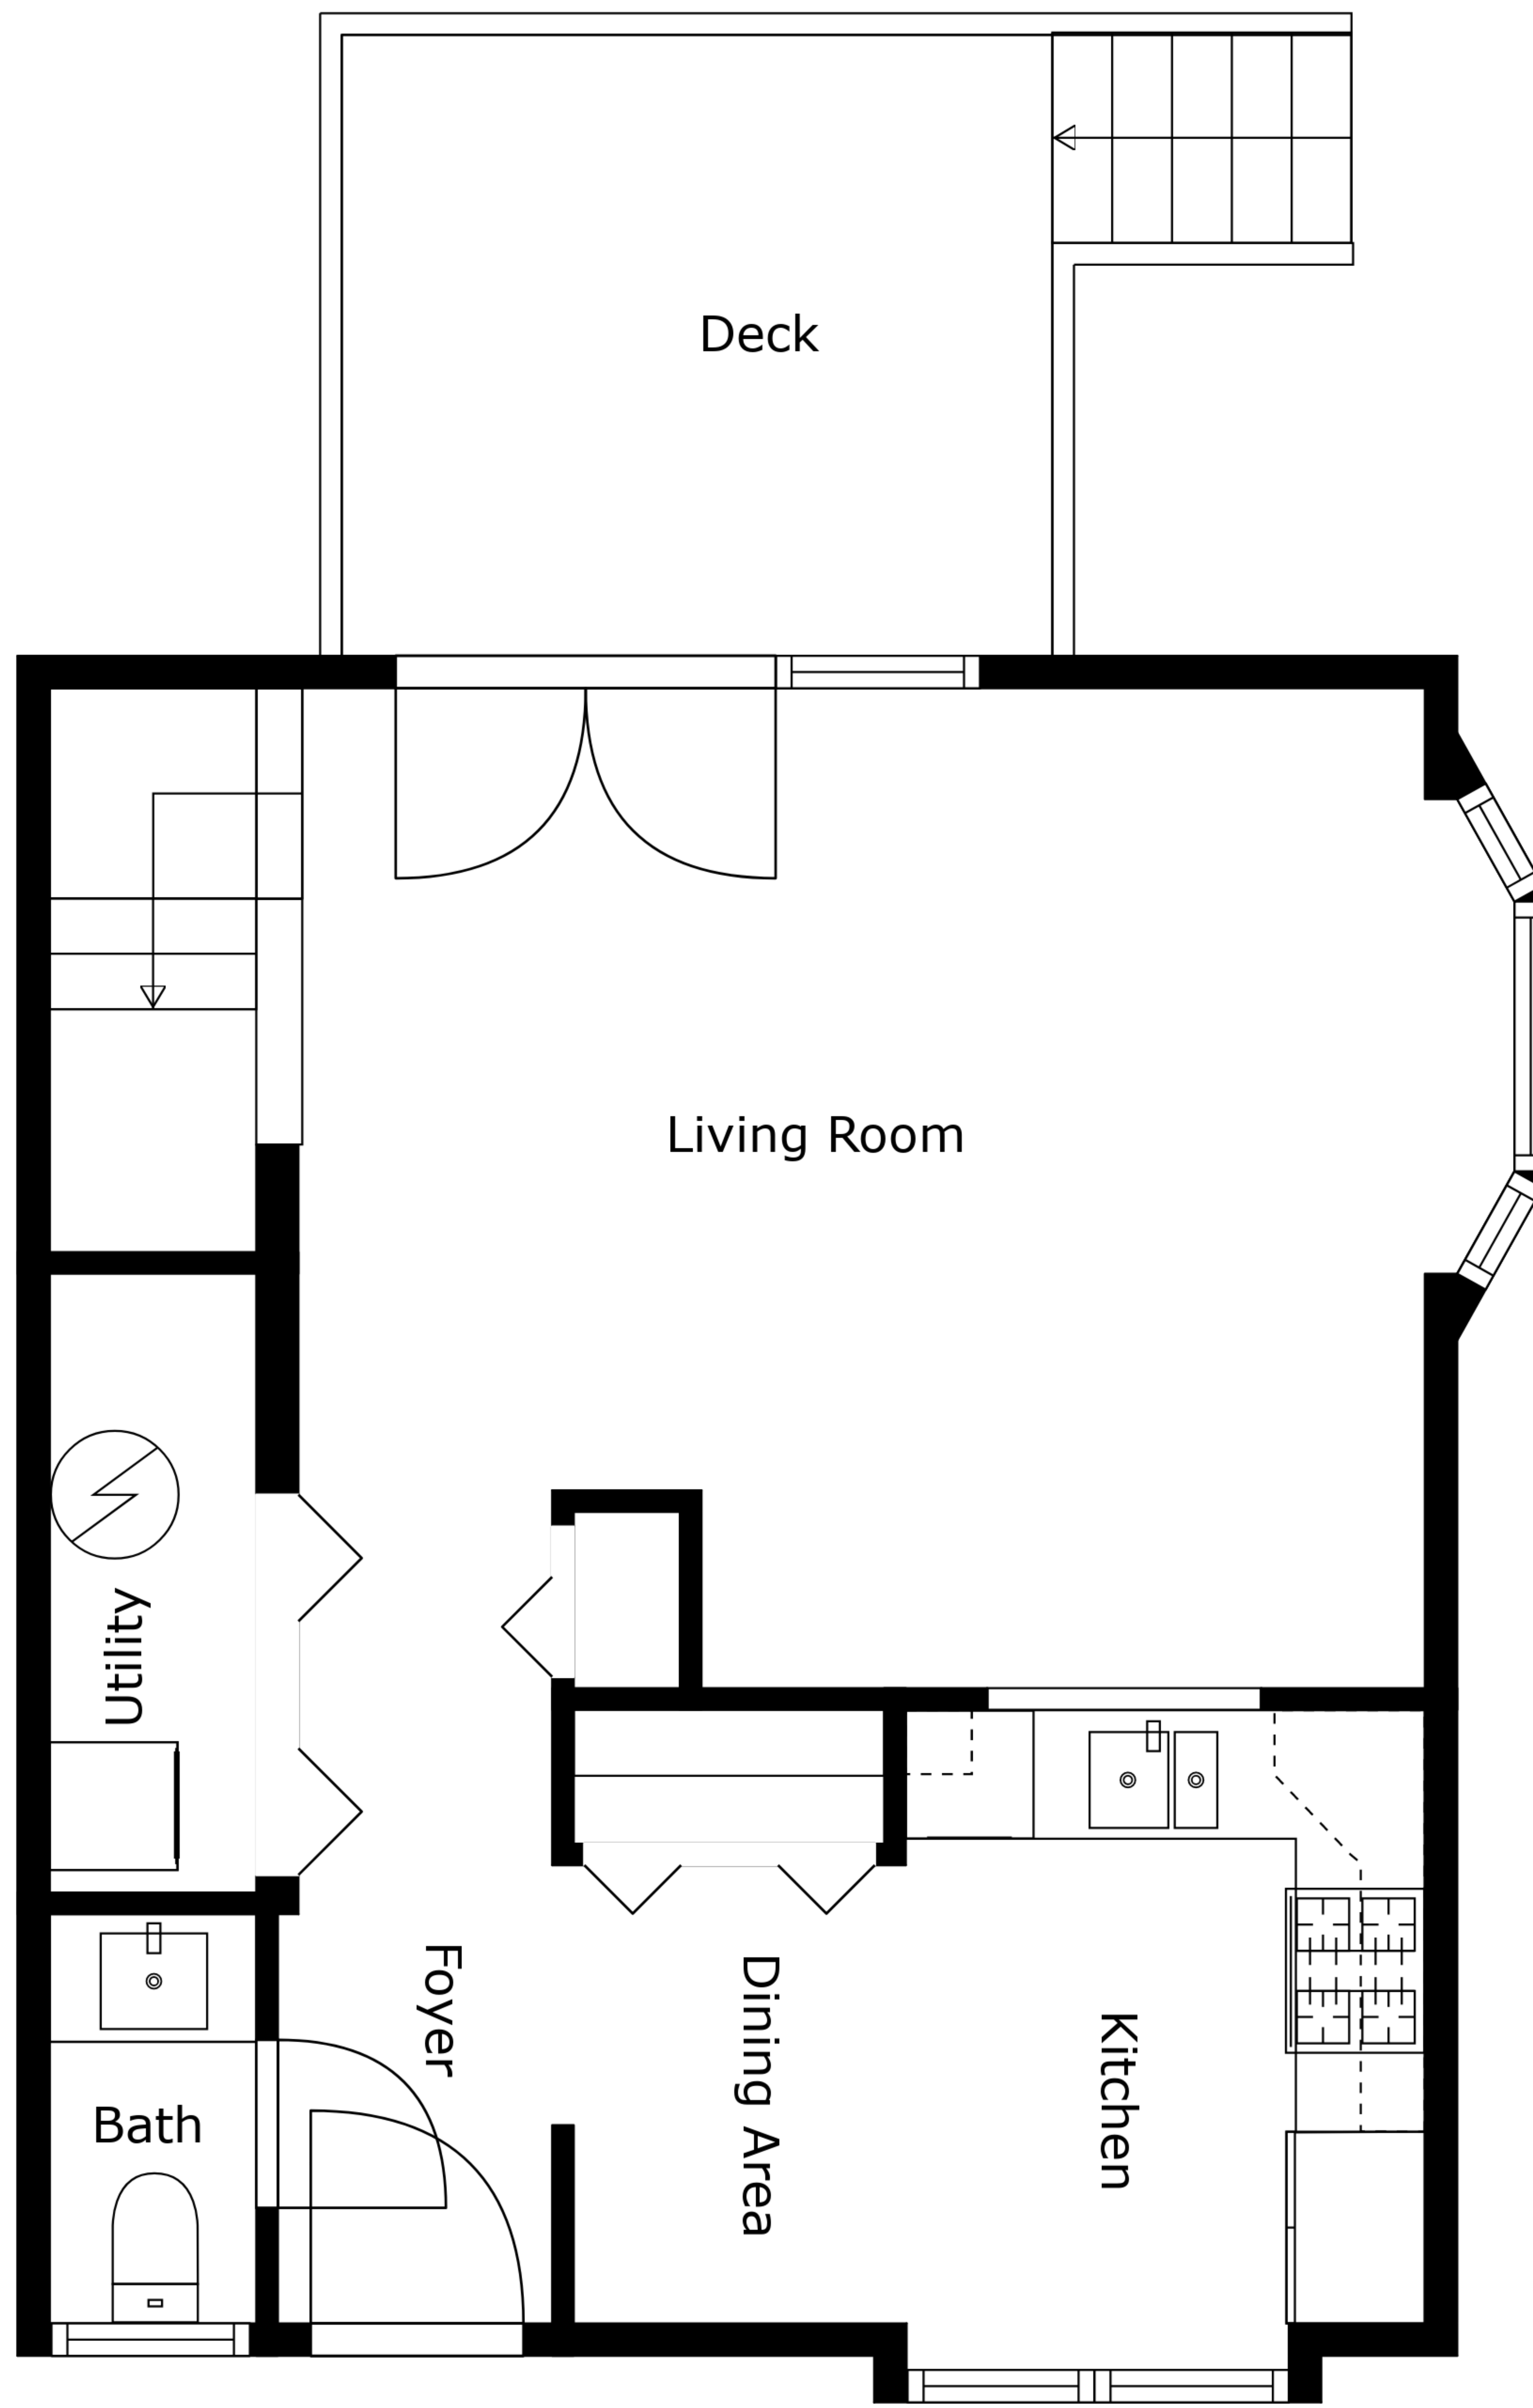 Deck
Living Room
Utility
Foyer
Dining Area
Kitchen
Bath